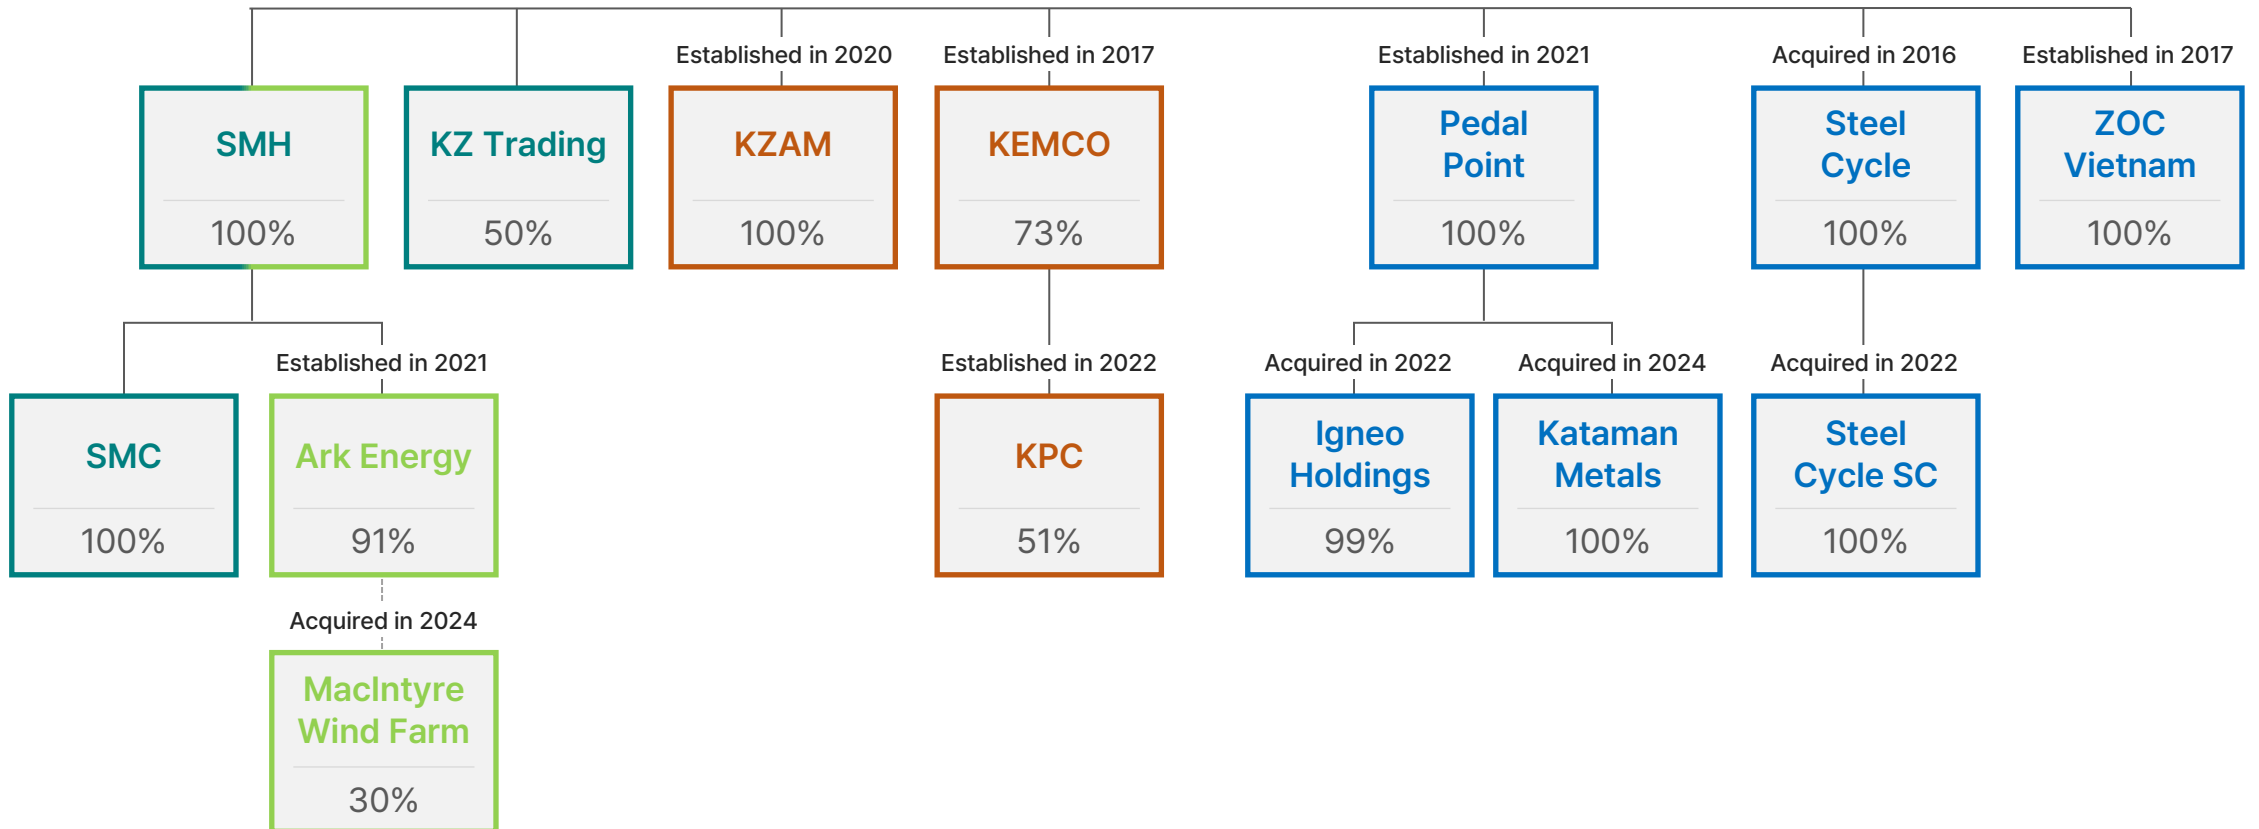 Established in 2020
Established in 2017
Established in 2021
Acquired in 2016
Established in 2017
SMH
100%
KZ Trading
50%
KZAM
100%
KEMCO
73%
Pedal
Point
100%
Steel
Cycle
100%
ZOC
Vietnam
100%
Established in 2021
Established in 2022
Acquired in 2022
Acquired in 2024
Acquired in 2022
SMC
100%
Ark Energy
91%
KPC
51%
Igneo
Holdings
99%
Kataman
Metals
100%
Steel
Cycle SC
100%
Acquired in 2024
MacIntyre
Wind Farm
30%